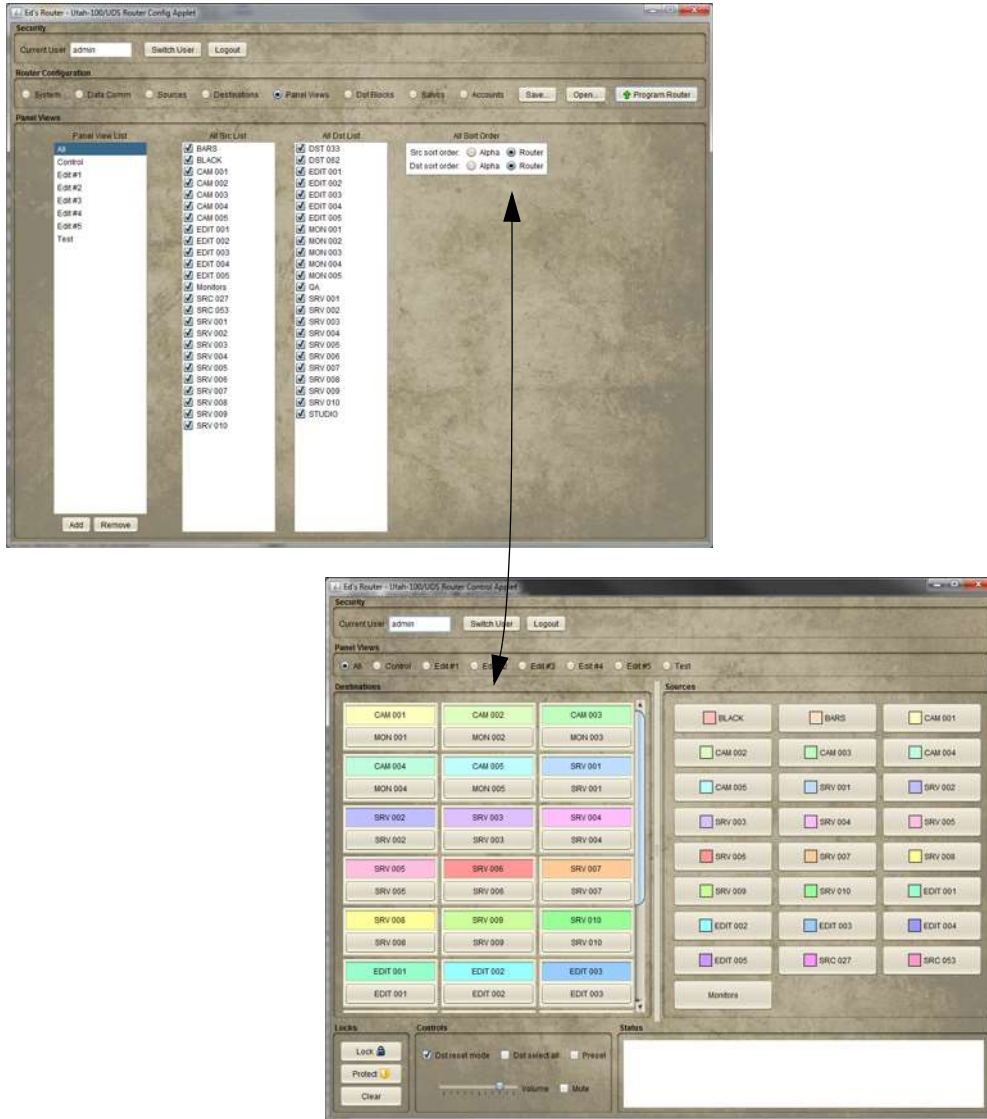 Ed's Router - Utah-100/UDS Router Config Applet
Security
Current User admin Switch User Logout
Router Configuration
System Data Comm Sources Destinations Panel Views Dst Blocks Salvos Accounts Save... Open... Program Router
Panel Views
Panel View List All Src List All Dst List All Sort Order
All
Control
Edit #1
Edit #2
Edit #3
Edit #4
Edit #5
Test
Add Remove
BARS
BLACK
CAM 001
CAM 002
CAM 003
CAM 004
CAM 005
EDIT 001
EDIT 002
EDIT 003
EDIT 004
EDIT 005
Monitors
SRC 027
SRC 053
SRV 001
SRV 002
SRV 003
SRV 004
SRV 005
SRV 006
SRV 007
SRV 008
SRV 009
SRV 010
DST 033
DST 062
EDIT 001
EDIT 002
EDIT 003
EDIT 004
EDIT 005
MON 001
MON 002
MON 003
MON 004
MON 005
QA
SRV 001
SRV 002
SRV 003
SRV 004
SRV 005
SRV 006
SRV 007
SRV 008
SRV 009
SRV 010
STUDIO
Src sort order: Alpha Router
Dst sort order: Alpha Router
Ed's Router - Utah-100/UDS Router Control Applet
Security
Current User admin Switch User Logout
Panel Views
All Control Edit #1 Edit #3 Edit #4 Edit #5 Test
Destinations
CAM 001 CAM 002 CAM 003
MON 001 MON 002 MON 003
CAM 004 CAM 005 SRV 001
MON 004 MON 005 SRV 001
SRV 002 SRV 003 SRV 004
SRV 002 SRV 003 SRV 004
SRV 005 SRV 006 SRV 007
SRV 005 SRV 006 SRV 007
SRV 008 SRV 009 SRV 010
SRV 008 SRV 009 SRV 010
EDIT 001 EDIT 002 EDIT 003
EDIT 001 EDIT 002 EDIT 003
Sources
BLACK BARS CAM 001
CAM 002 CAM 003 CAM 004
CAM 005 SRV 001 SRV 002
SRV 003 SRV 004 SRV 005
SRV 006 SRV 007 SRV 008
SRV 009 SRV 010 EDIT 001
EDIT 002 EDIT 003 EDIT 004
EDIT 005 SRC 027 SRC 053
Monitors
Locks
Lock
Protect
Clear
Controls
Dst reset mode Dst select all Preset
Volume Mute
Status